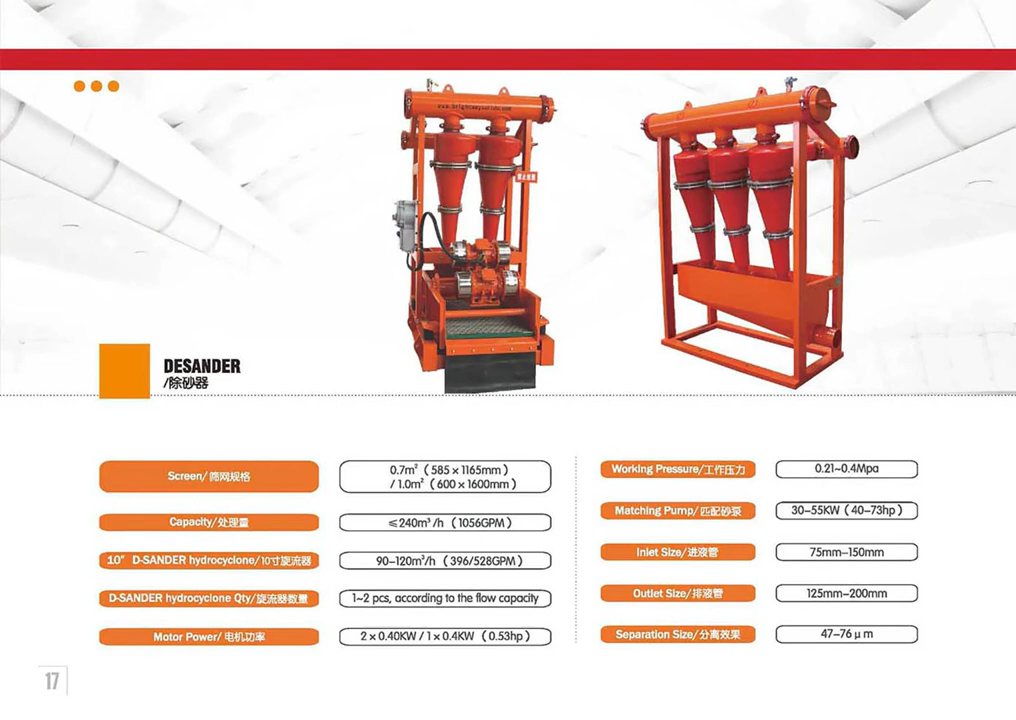 www.brightwaysolids.com
DESANDER
/除砂器
Screen/筛网规格
0.7m² （585×1165mm）
/ 1.0m² （600×1600mm）
Capacity/处理量
≤240m³/h （1056GPM）
10" D-SANDER hydrocyclone/10寸旋流器
90-120m³/h （396/528GPM）
D-SANDER hydrocyclone Qty/旋流器数量
1~2 pcs, according to the flow capacity
Motor Power/电机功率
2×0.40KW / 1×0.4KW （0.53hp）
Working Pressure/工作压力
0.21~0.4Mpa
Matching Pump/匹配砂泵
30-55KW（40-73hp）
Inlet Size/进液管
75mm-150mm
Outlet Size/排液管
125mm-200mm
Separation Size/分离效果
47-76μm
17